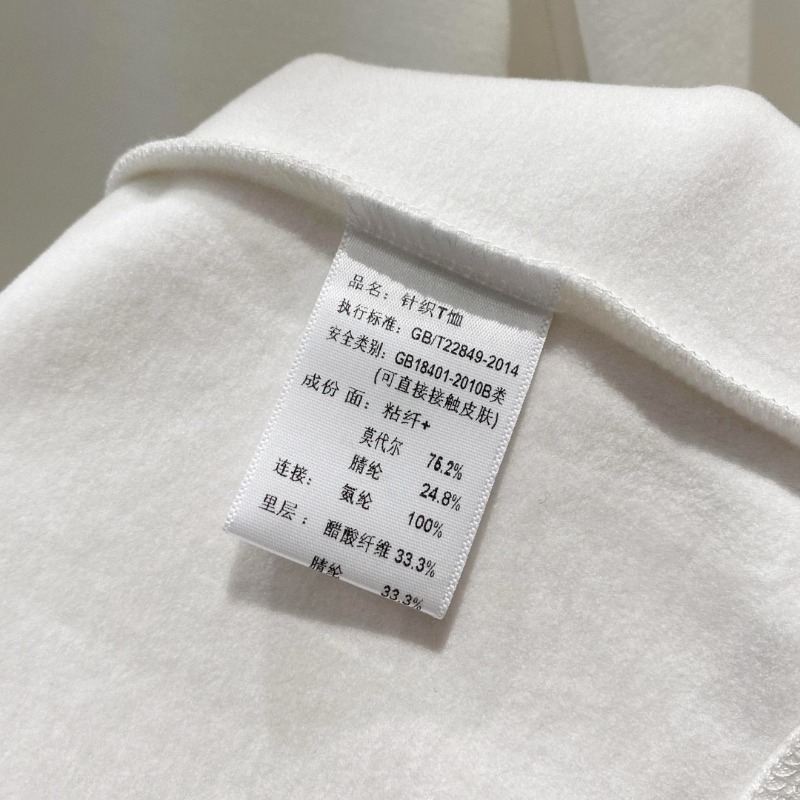 品名：针织T恤
执行标准：GB/T22849-2014
安全类别：GB18401-2010B类
(可直接接触皮肤)
成份 面：粘纤+
莫代尔 76.2%
腈纶 24.8%
连接：氨纶 100%
里层：醋酸纤维 33.3%
腈纶 33.3%